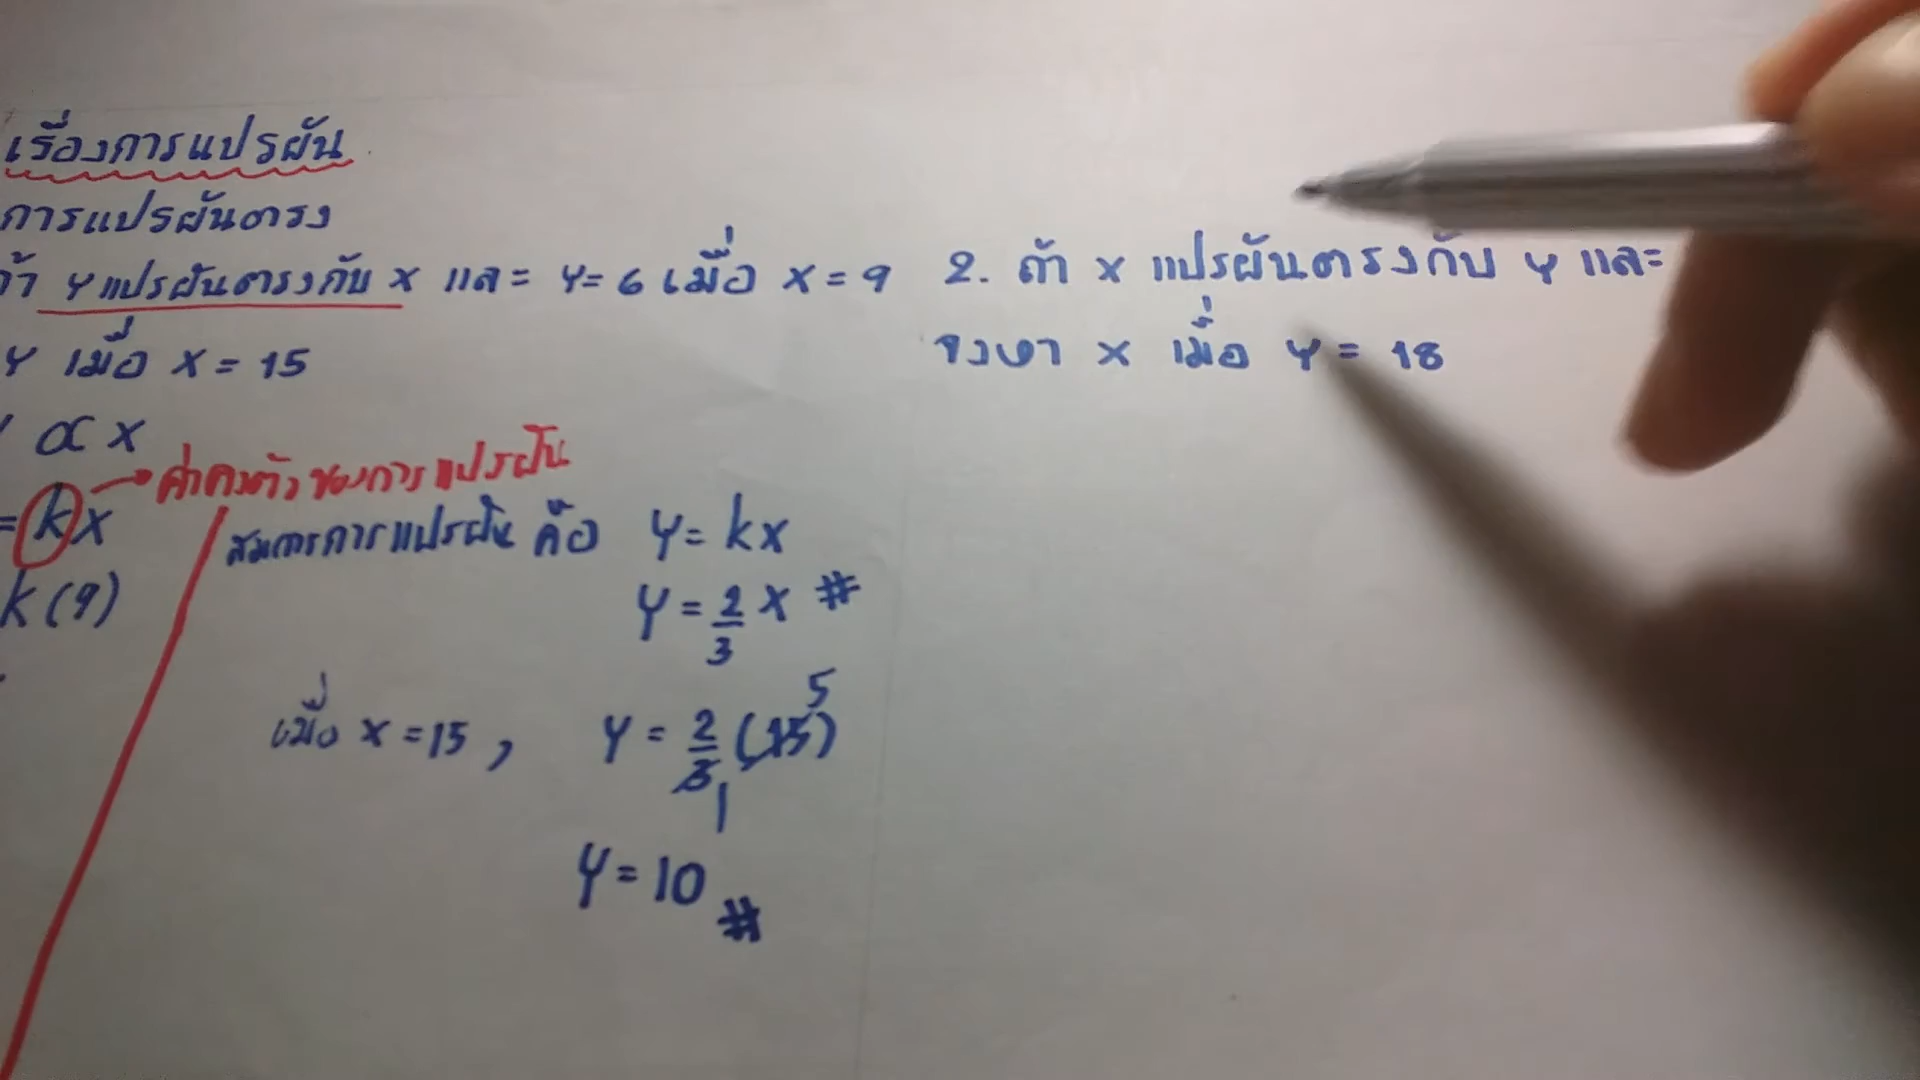 เรื่องการแปรผัน
การแปรผันตรง
ถ้า y แปรผันตรงกับ x และ y = 6 เมื่อ x = 9
y เมื่อ x = 15
∝ x
ค่าคงตัวของการแปรผัน
= kx
k(9)
สมการการแปรผัน คือ y = kx
y = 2/3 x #
เมื่อ x = 15 , y = 2/3 (15)
5
1
y = 10 #
2. ถ้า x แปรผันตรงกับ y และ
จงหา x เมื่อ y = 18